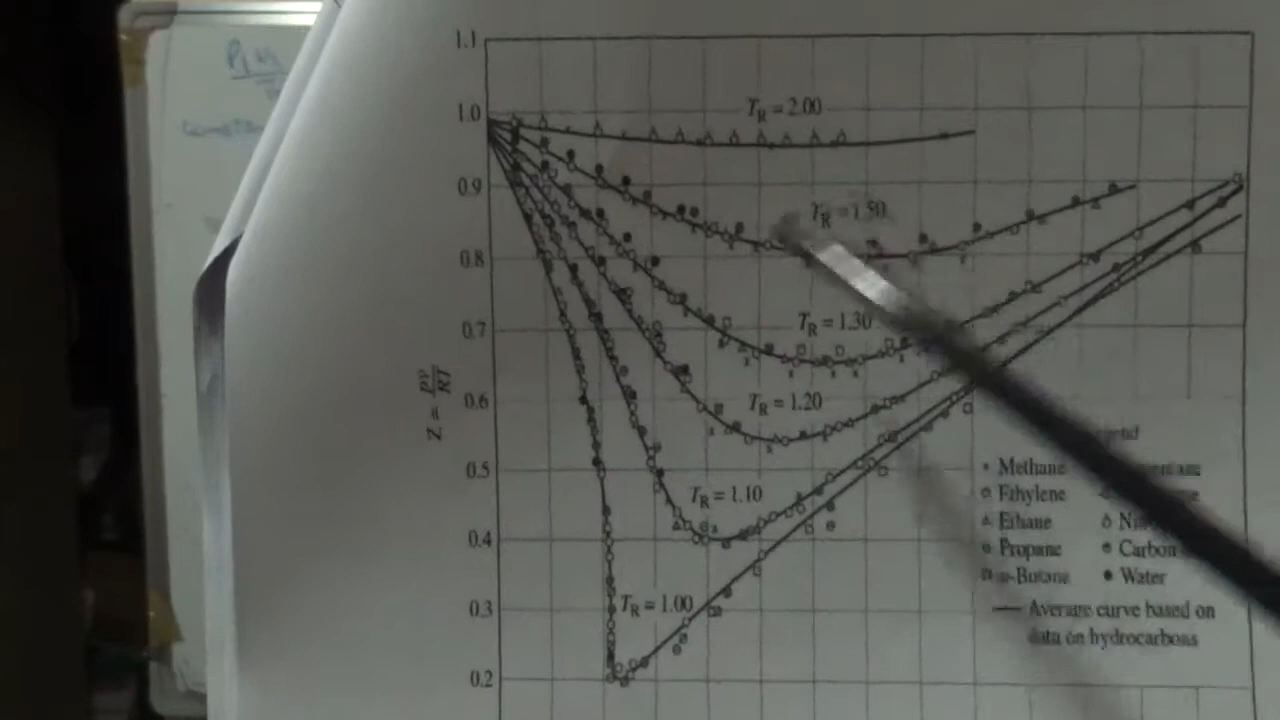 1.1
1.0
T_R = 2.00
0.9
T_R = 1.50
0.8
0.7
T_R = 1.30
Z = pv/RT
0.6
T_R = 1.20
0.5
T_R = 1.10
Methane
Ethylene
0.4
Ethane
Propane
Carbon
n-Butane
Water
0.3
T_R = 1.00
Average curve based on
data on hydrocarbons
0.2